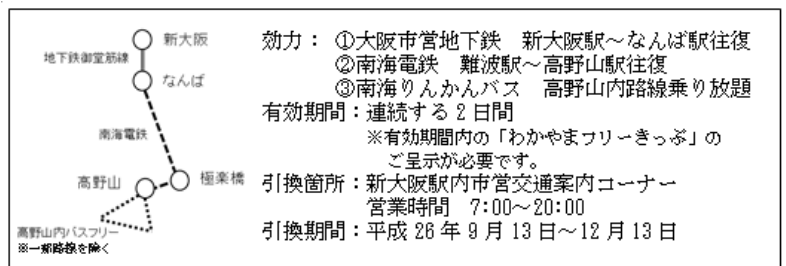 新大阪
地下鉄御堂筋線
なんば
南海電鉄
高野山
極楽橋
高野山内バスフリー
※一部路線を除く
効力： ①大阪市営地下鉄 新大阪駅～なんば駅往復
②南海電鉄 難波駅～高野山駅往復
③南海りんかんバス 高野山内路線乗り放題
有効期間：連続する2日間
※有効期間内の「わかやまフリーきっぷ」の
ご呈示が必要です。
引換箇所：新大阪駅内市営交通案内コーナー
営業時間 7:00～20:00
引換期間：平成26年9月13日～12月13日